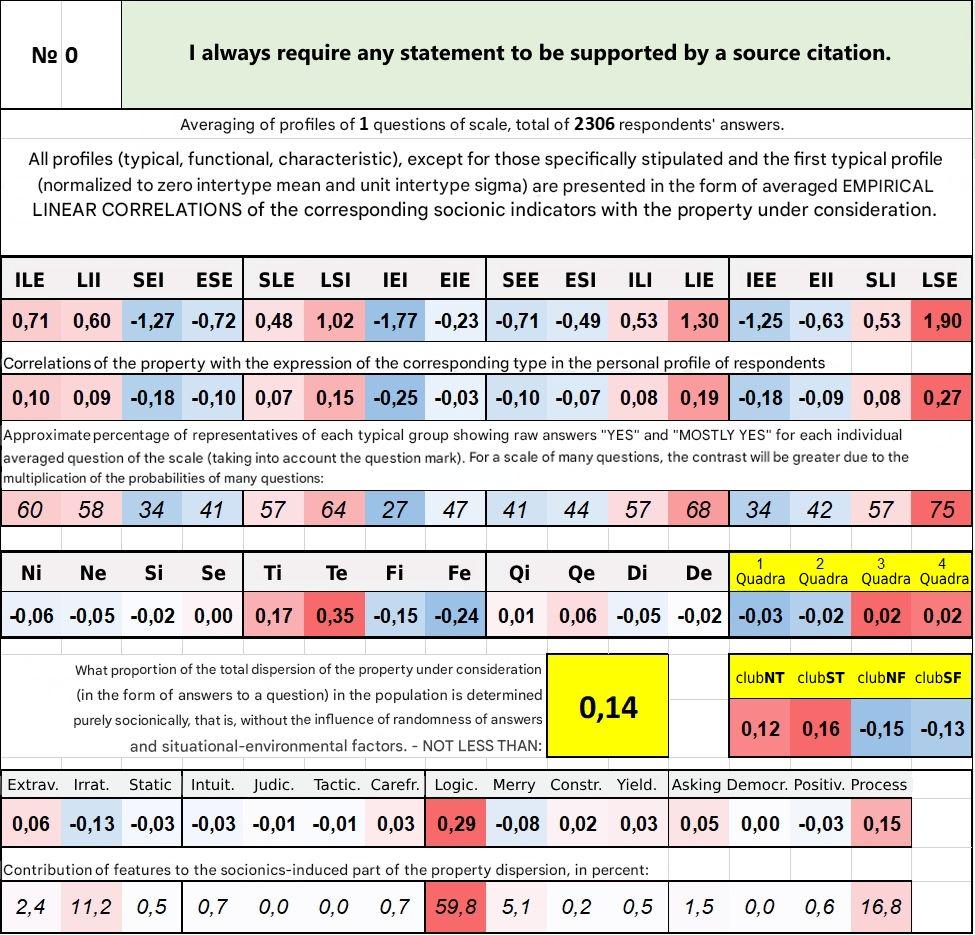 № 0
I always require any statement to be supported by a source citation.
Averaging of profiles of 1 questions of scale, total of 2306 respondents' answers.
All profiles (typical, functional, characteristic), except for those specifically stipulated and the first typical profile
(normalized to zero intertype mean and unit intertype sigma) are presented in the form of averaged EMPIRICAL
LINEAR CORRELATIONS of the corresponding socionic indicators with the property under consideration.
ILE LII SEI ESE SLE LSI IEI EIE SEE ESI ILI LIE IEE EII SLI LSE
0,71 0,60 -1,27 -0,72 0,48 1,02 -1,77 -0,23 -0,71 -0,49 0,53 1,30 -1,25 -0,63 0,53 1,90
Correlations of the property with the expression of the corresponding type in the personal profile of respondents
0,10 0,09 -0,18 -0,10 0,07 0,15 -0,25 -0,03 -0,10 -0,07 0,08 0,19 -0,18 -0,09 0,08 0,27
Approximate percentage of representatives of each typical group showing raw answers "YES" and "MOSTLY YES" for each individual
averaged question of the scale (taking into account the question mark). For a scale of many questions, the contrast will be greater due to the
multiplication of the probabilities of many questions:
60 58 34 41 57 64 27 47 41 44 57 68 34 42 57 75
Ni Ne Si Se Ti Te Fi Fe Qi Qe Di De 1 Quadra 2 Quadra 3 Quadra 4 Quadra
-0,06 -0,05 -0,02 0,00 0,17 0,35 -0,15 -0,24 0,01 0,06 -0,05 -0,02 -0,03 -0,02 0,02 0,02
What proportion of the total dispersion of the property under consideration
(in the form of answers to a question) in the population is determined
purely socionically, that is, without the influence of randomness of answers
and situational-environmental factors. - NOT LESS THAN:
0,14
clubNT clubST clubNF clubSF
0,12 0,16 -0,15 -0,13
Extrav. Irrat. Static Intuit. Judic. Tactic. Carefr. Logic. Merry Constr. Yield. Asking Democr. Positiv. Process
0,06 -0,13 -0,03 -0,03 -0,01 -0,01 0,03 0,29 -0,08 0,02 0,03 0,05 0,00 -0,03 0,15
Contribution of features to the socionics-induced part of the property dispersion, in percent:
2,4 11,2 0,5 0,7 0,0 0,0 0,7 59,8 5,1 0,2 0,5 1,5 0,0 0,6 16,8